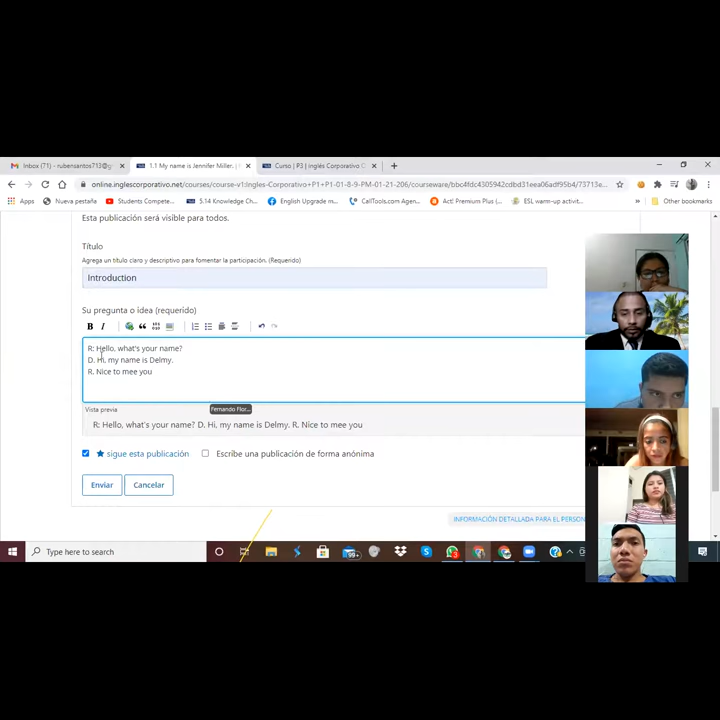 Inbox (71) - rubensantos713@g
1.1 My name is Jennifer Miller. |
Curso | P3 | inglés Corporativo
online.inglescorporativo.net/courses/course-v1:Ingles-Corporativo+P1+P1-01-8-9-PM-01-21-206/courseware/bbc4fdc4305942cdbd31eea06adf95b4/73713e...
Apps
Nueva pestaña
Students Compete...
5.14 Knowledge Ch...
English Upgrade m...
CallTools.com Agen...
Act! Premium Plus (...
ESL warm-up activit...
Other bookmarks
Esta publicación será visible para todos.
Título
Agrega un título claro y descriptivo para fomentar la participación. (Requerido)
Introduction
Su pregunta o idea (requerido)
B I
R: Hello, what's your name?
D. Hi, my name is Delmy.
R. Nice to mee you
Vista previa
Fernando Flor...
R: Hello, what's your name? D. Hi, my name is Delmy. R. Nice to mee you
sigue esta publicación
Escribe una publicación de forma anónima
Enviar
Cancelar
INFORMACIÓN DETALLADA PARA EL PERSON
Type here to search
99+
3